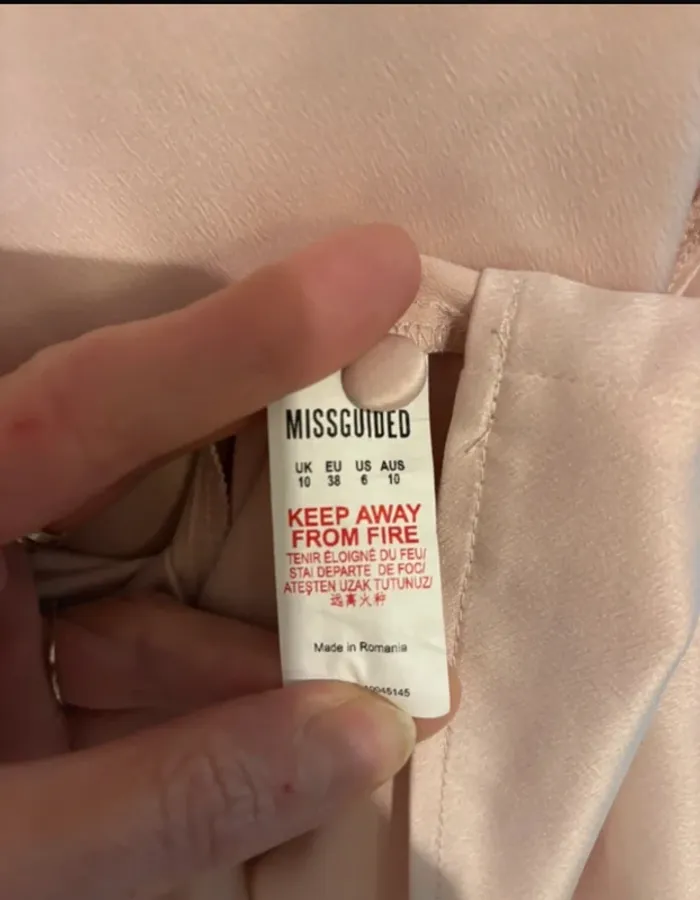 MISSGUIDED
UK EU US AUS
10 38 6 10
KEEP AWAY
FROM FIRE
TENIR ÉLOIGNÉ DU FEU/
STAI DEPARTE DE FOC/
ATEŞTEN UZAK TUTUNUZ/
远离火种
Made in Romania